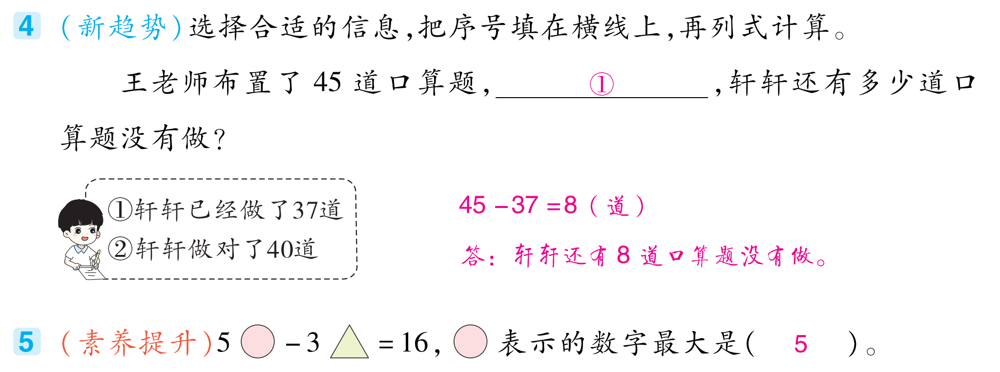 4 (新趋势)选择合适的信息,把序号填在横线上,再列式计算。
王老师布置了 45 道口算题, ① ,轩轩还有多少道口
算题没有做?
①轩轩已经做了37道
②轩轩做对了40道
45-37=8(道)
答：轩轩还有 8 道口算题没有做。
5 (素养提升)5○-3△=16,○表示的数字最大是( 5 )。